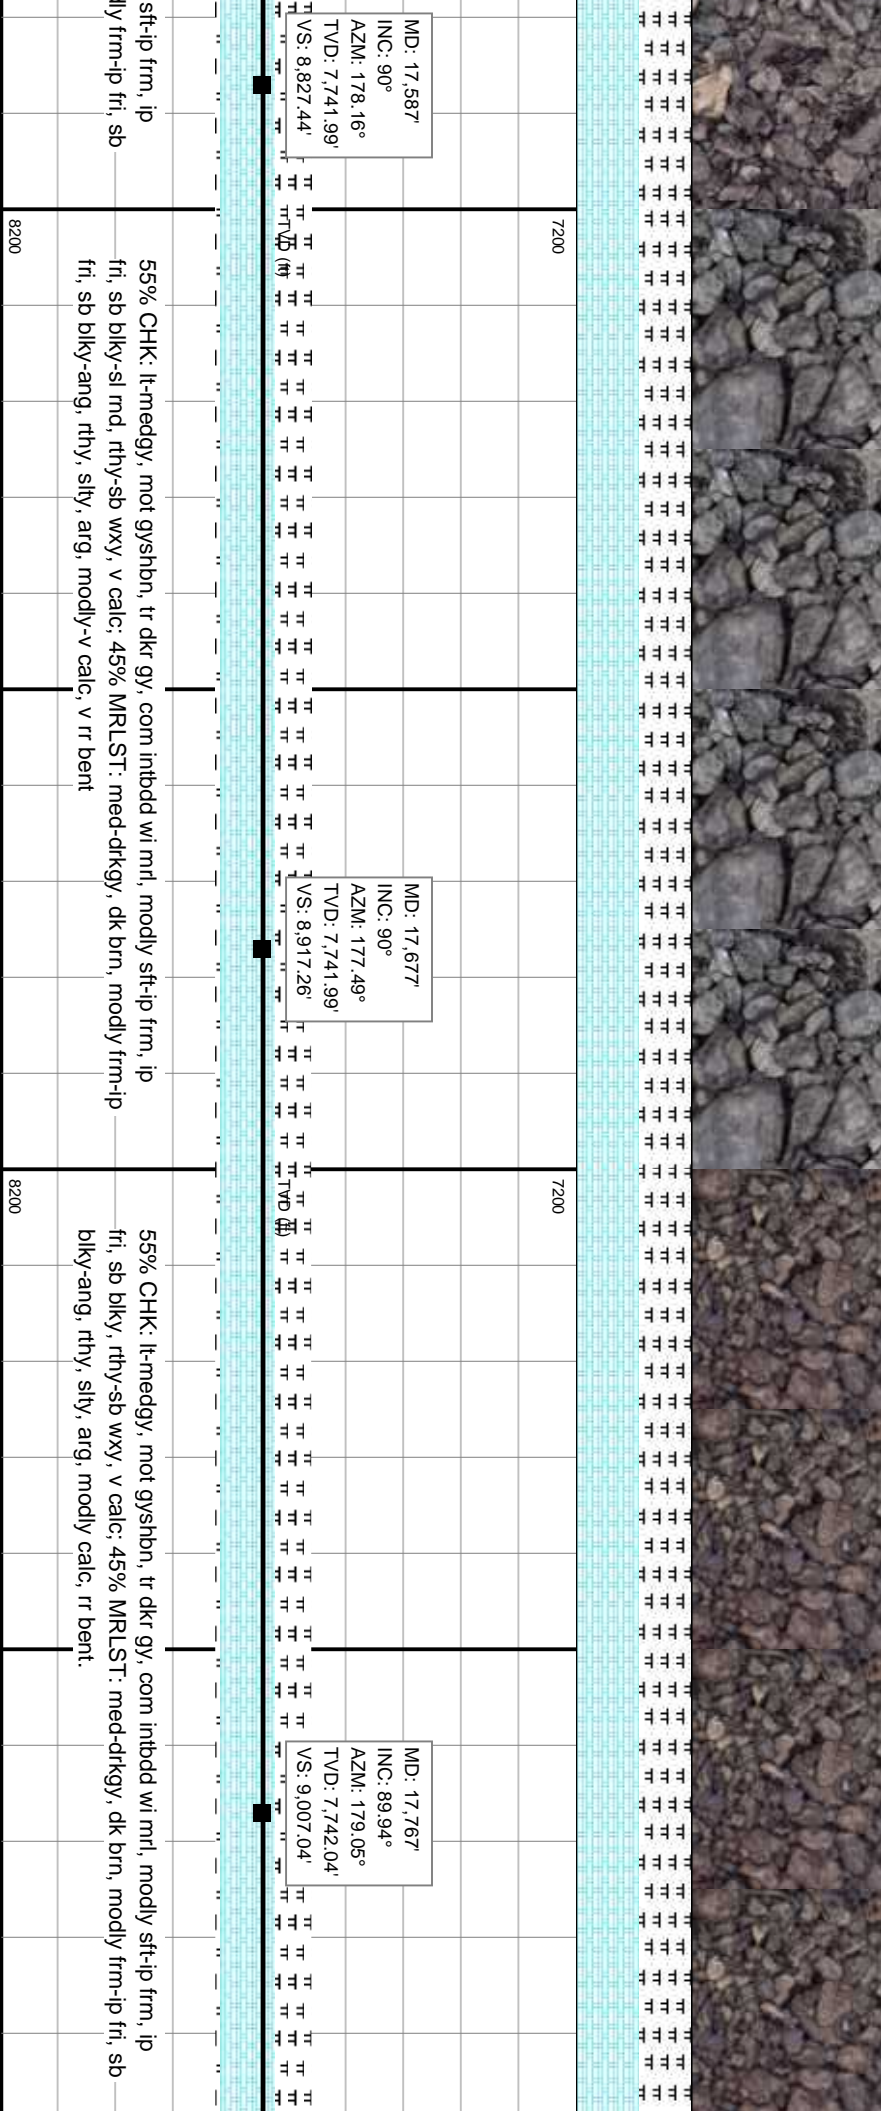 sft-ip frm, ip
ly frm-ip fri, sb
MD: 17,587'
INC: 90°
AZM: 178.16°
TVD: 7,741.99'
VS: 8,827.44'
7200
TVD (ft)
8200
55% CHK: lt-medgy, mot gyshbn, tr dkr gy, com intbdd wi mrl, modly sft-ip frm, ip
fri, sb blky-sl rnd, rthy-sb wxy, v calc; 45% MRLST: med-drkgy, dk brn, modly frm-ip
fri, sb blky-ang, rthy, slty, arg, modly-v calc, v rr bent
MD: 17,677'
INC: 90°
AZM: 177.49°
TVD: 7,741.99'
VS: 8,917.26'
7200
TVD (ft)
8200
55% CHK: lt-medgy, mot gyshbn, tr dkr gy, com intbdd wi mrl, modly sft-ip frm, ip
fri, sb blky, rthy-sb wxy, v calc; 45% MRLST: med-drkgy, dk brn, modly frm-ip fri, sb
blky-ang, rthy, slty, arg, modly calc, rr bent.
MD: 17,767'
INC: 89.94°
AZM: 179.05°
TVD: 7,742.04'
VS: 9,007.04'